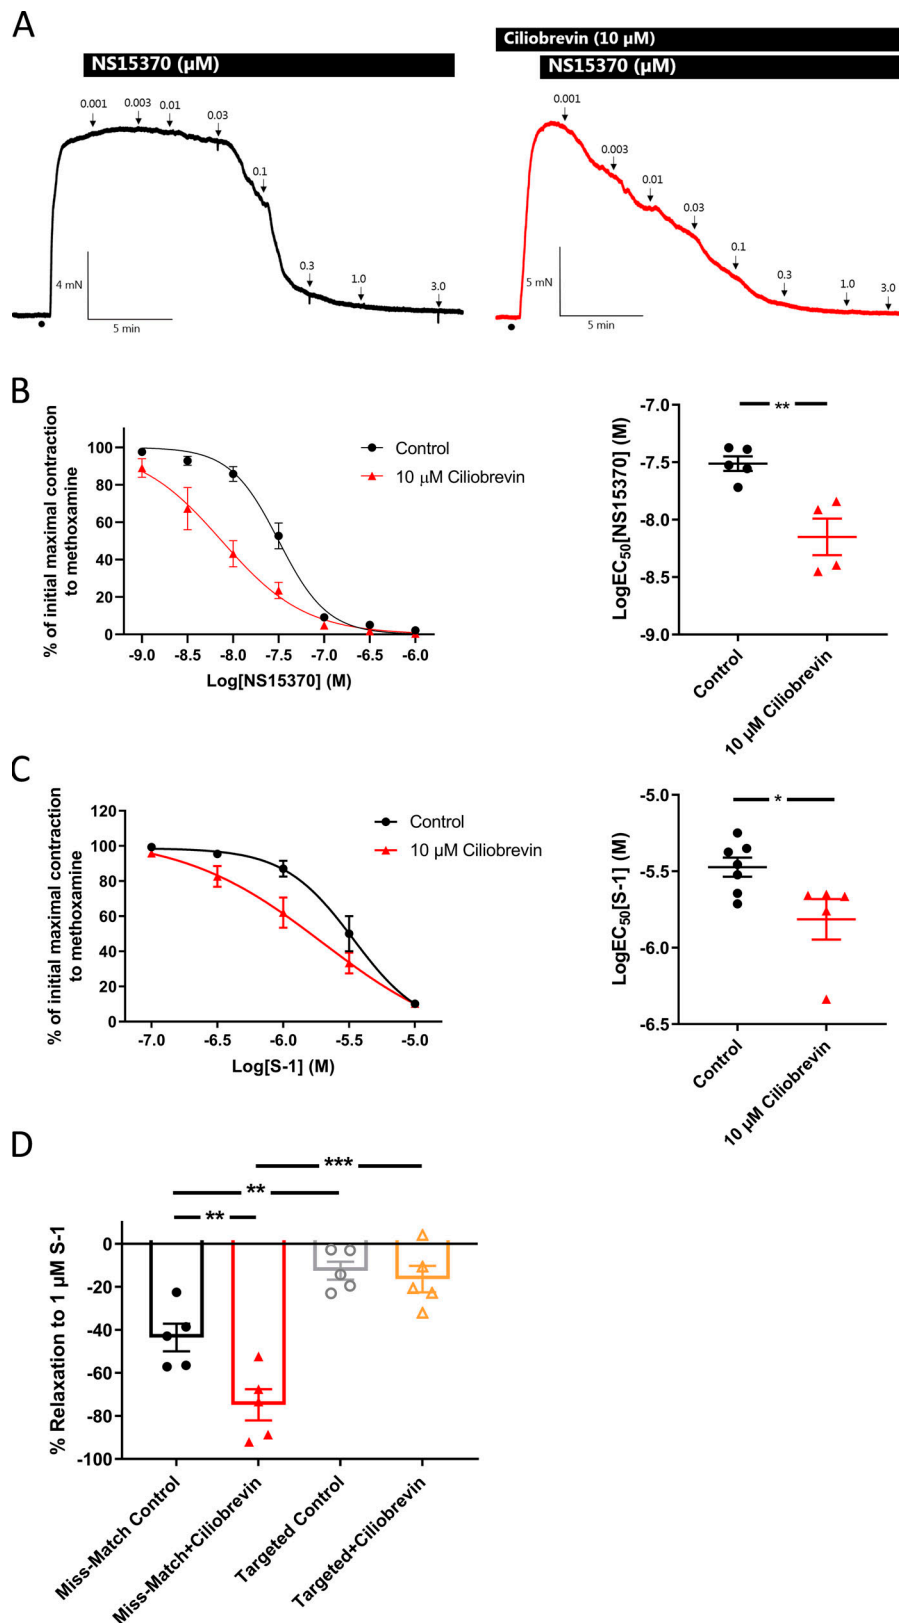 A
NS15370 (µM)
0.001
0.003
0.01
0.03
0.1
0.3
1.0
3.0
4 mN
5 min
Ciliobrevin (10 µM)
NS15370 (µM)
0.001
0.003
0.01
0.03
0.1
0.3
1.0
3.0
5 mN
5 min
B
% of initial maximal contraction
to methoxamine
100
80
60
40
20
0
-9.0 -8.5 -8.0 -7.5 -7.0 -6.5 -6.0
Log[NS15370] (M)
Control
10 µM Ciliobrevin
LogEC50[NS15370] (M)
-7.0
-7.5
-8.0
-8.5
-9.0
**
Control
10 µM Ciliobrevin
C
% of initial maximal contraction
to methoxamine
120
100
80
60
40
20
0
-7.0 -6.5 -6.0 -5.5 -5.0
Log[S-1] (M)
Control
10 µM Ciliobrevin
LogEC50[S-1] (M)
-5.0
-5.5
-6.0
-6.5
*
Control
10 µM Ciliobrevin
D
% Relaxation to 1 µM S-1
0
-20
-40
-60
-80
-100
***
**
**
Miss-Match Control
Miss-Match+Ciliobrevin
Targeted Control
Targeted+Ciliobrevin